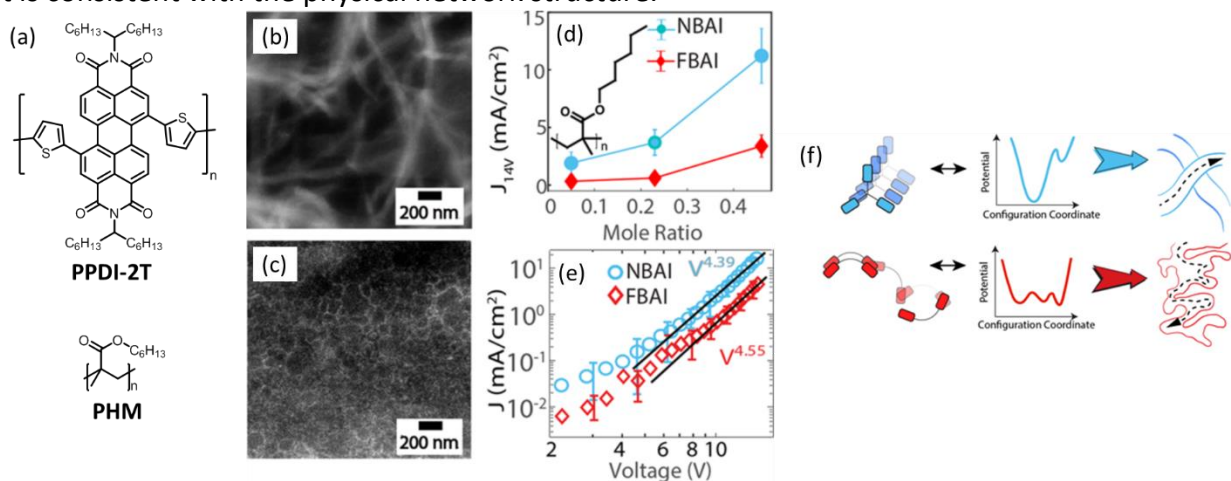 t is consistent with the physical network structure.
(a)
C6H13 C6H13
O N O
S
S
n
O N O
C6H13 C6H13
PPDI-2T
O O C6H13
n
PHM
(b)
200 nm
(c)
200 nm
(d)
NBAI
FBAI
O O
n
J14V (mA/cm²)
15
10
5
0
0 0.1 0.2 0.3 0.4 0.5
Mole Ratio
(e)
NBAI
FBAI
V4.39
V4.55
J (mA/cm²)
10¹
10⁰
10⁻¹
10⁻²
2 4 6 8 10
Voltage (V)
(f)
Potential
Configuration Coordinate
Potential
Configuration Coordinate